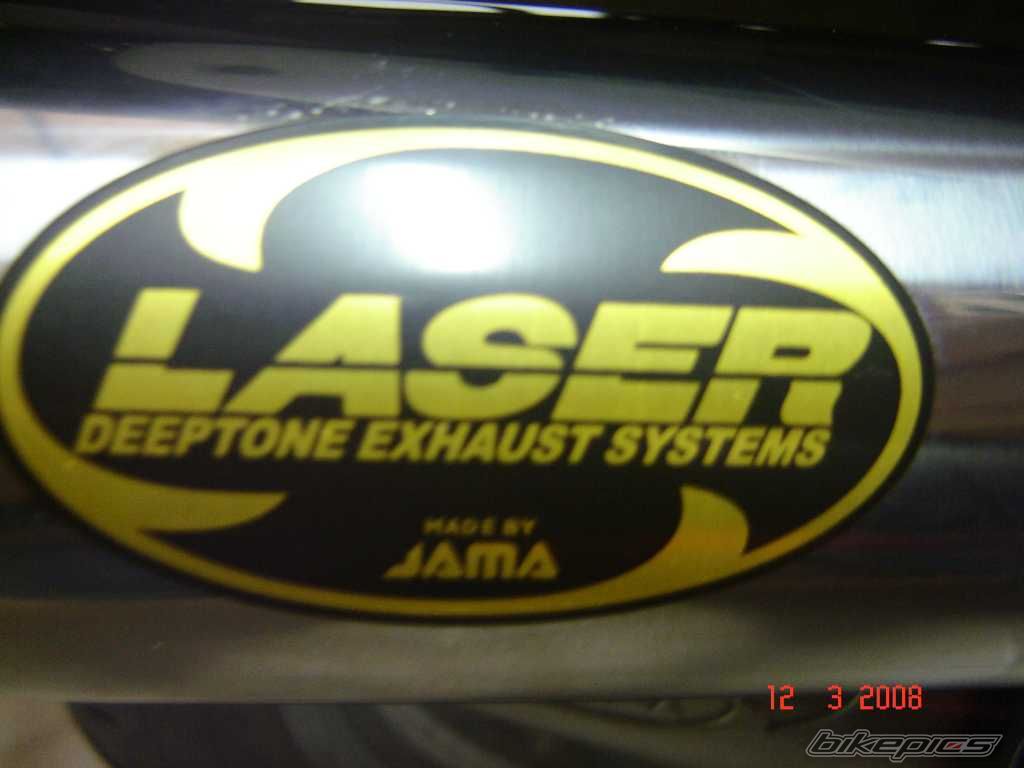 LASER
DEEPTONE EXHAUST SYSTEMS
MADE BY
JAMA
12 3 2008
bikepics